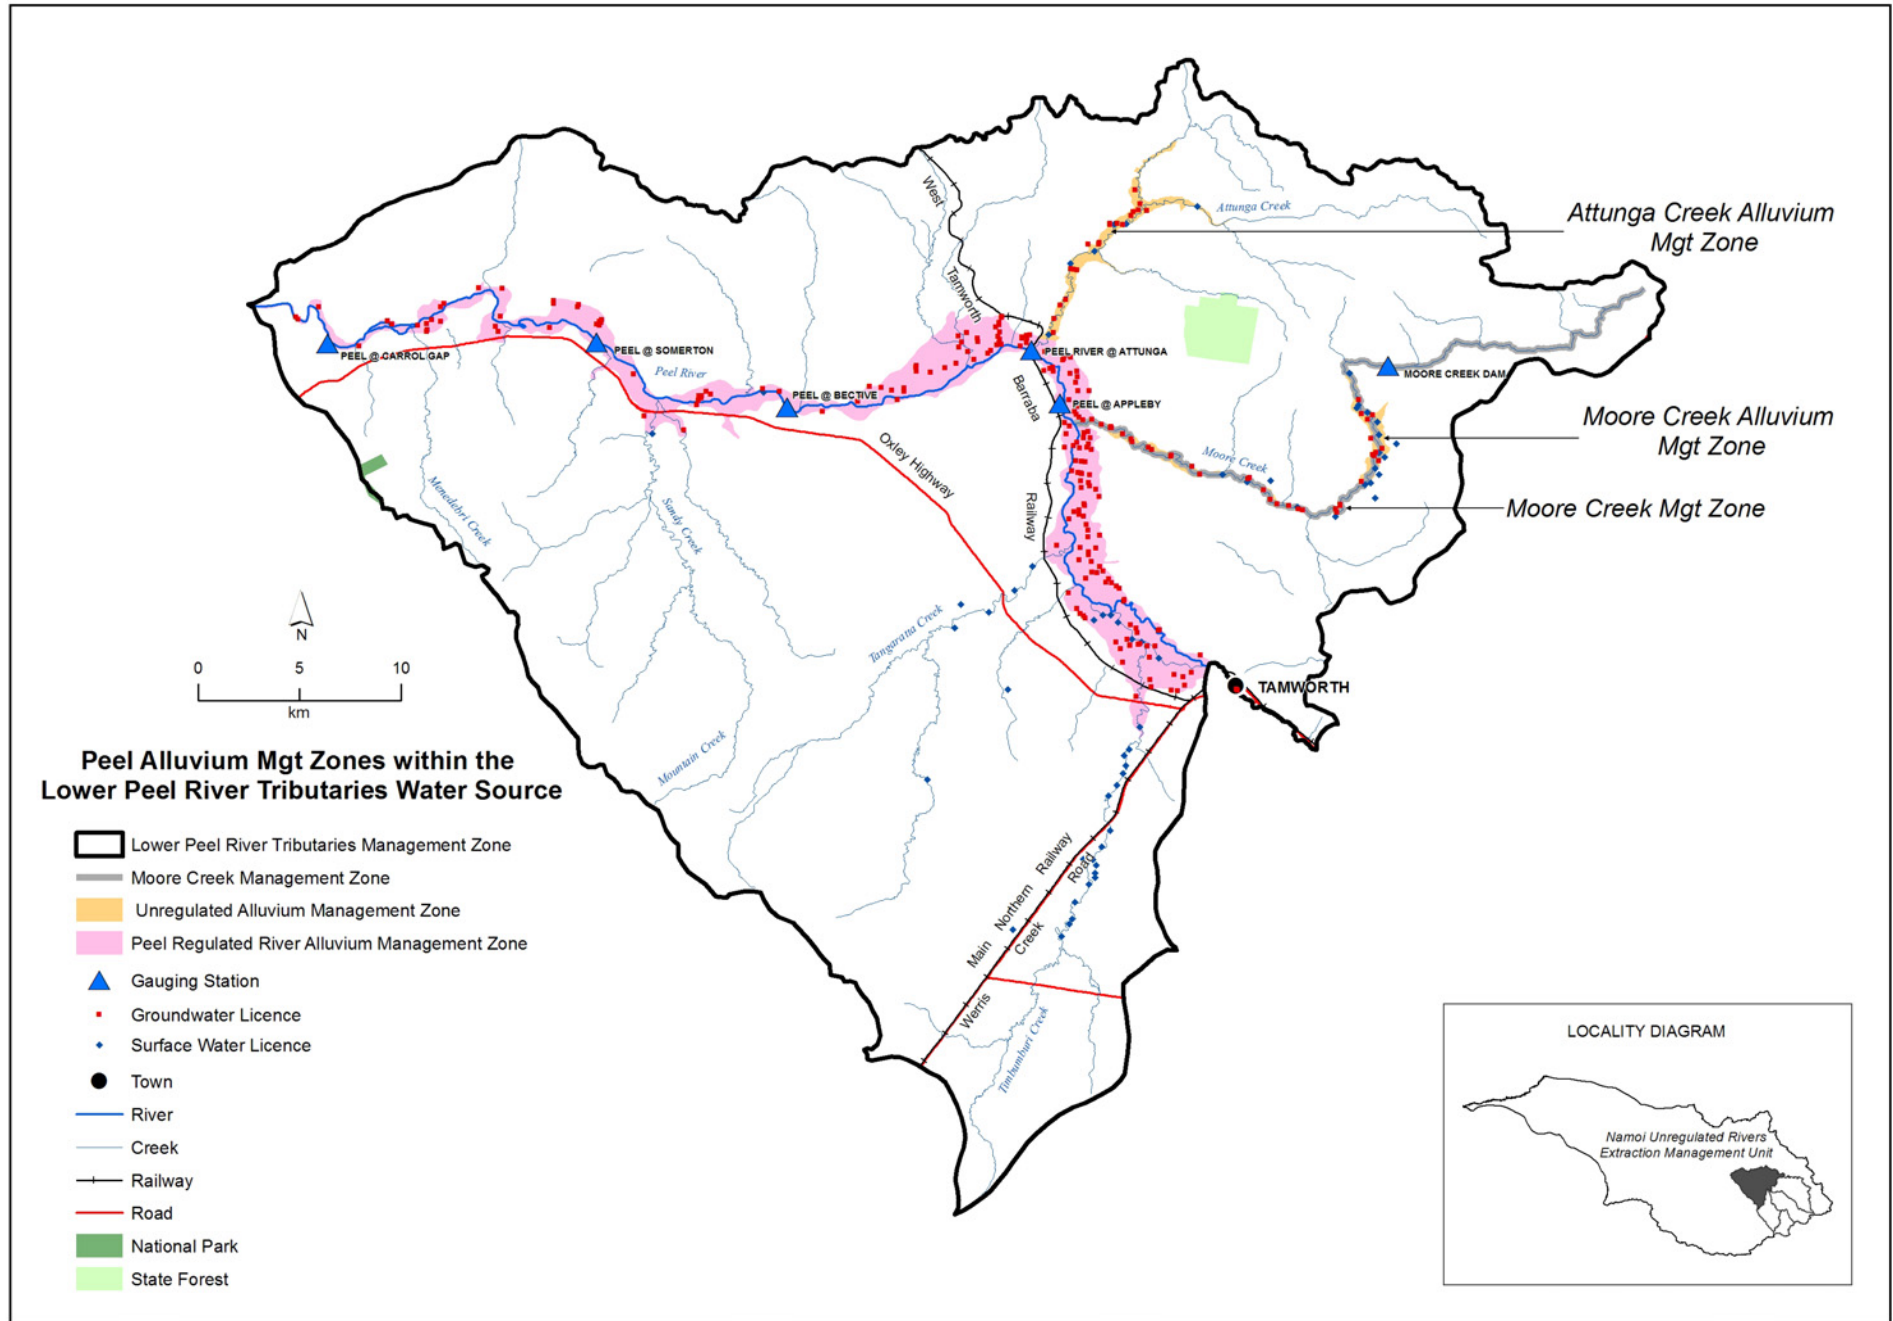 West
Tamworth
Barraba
Railway
Attunga Creek
Attunga Creek Alluvium
Mgt Zone
PEEL @ CARROL GAP
PEEL @ SOMERTON
Peel River
PEEL @ BECTIVE
PEEL RIVER @ ATTUNGA
PEEL @ APPLEBY
MOORE CREEK DAM
Moore Creek Alluvium
Mgt Zone
Moore Creek
Moore Creek Mgt Zone
Oxley Highway
Menedebri Creek
Sandy Creek
Tangaratta Creek
Mountain Creek
TAMWORTH
N
0 5 10
km
Main Northern Railway
Werris Creek Road
Timbumburi Creek
Peel Alluvium Mgt Zones within the
Lower Peel River Tributaries Water Source
Lower Peel River Tributaries Management Zone
Moore Creek Management Zone
Unregulated Alluvium Management Zone
Peel Regulated River Alluvium Management Zone
Gauging Station
Groundwater Licence
Surface Water Licence
Town
River
Creek
Railway
Road
National Park
State Forest
LOCALITY DIAGRAM
Namoi Unregulated Rivers
Extraction Management Unit